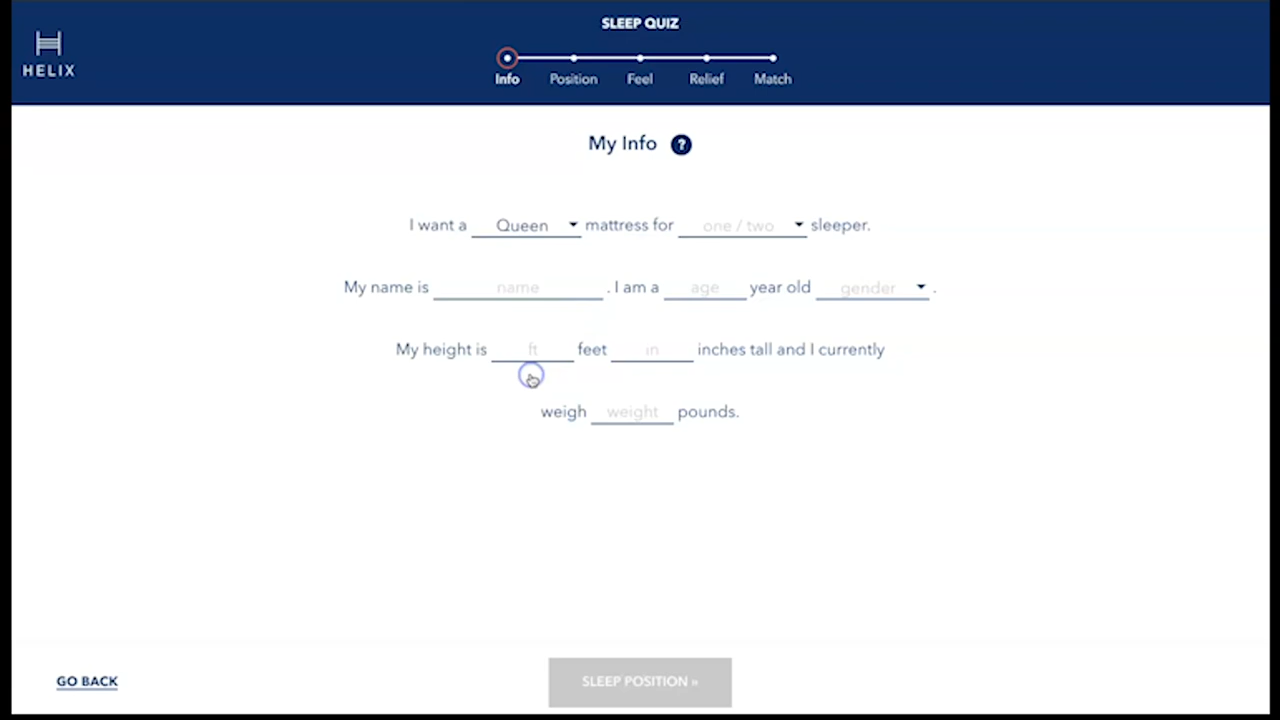 SLEEP QUIZ
HELIX
Info Position Feel Relief Match
My Info ?
I want a Queen mattress for one / two sleeper.
My name is name . I am a age year old gender .
My height is ft feet in inches tall and I currently
weigh weight pounds.
GO BACK
SLEEP POSITION »